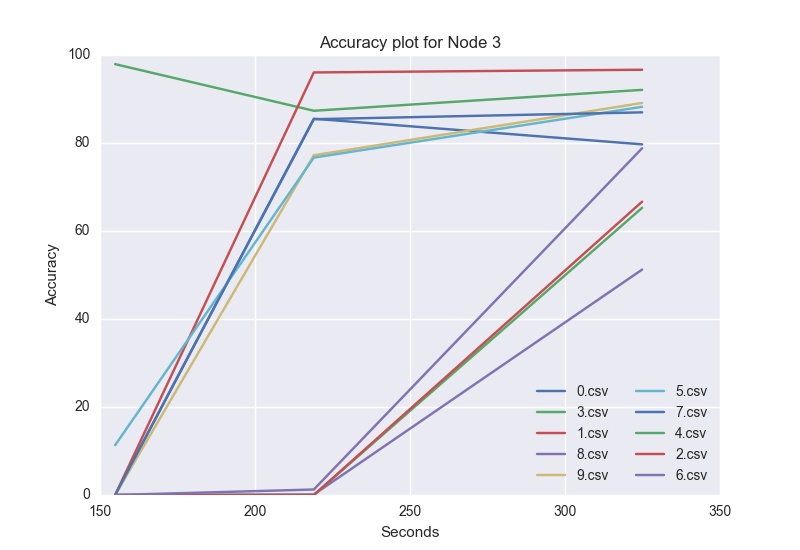 Accuracy plot for Node 3
100
80
60
40
20
0
Accuracy
150
200
250
300
350
Seconds
0.csv
3.csv
1.csv
8.csv
9.csv
5.csv
7.csv
4.csv
2.csv
6.csv